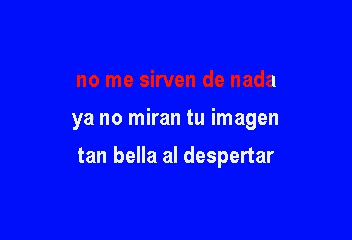 no me sirven de nada
ya no miran tu imagen
tan bella al despertar